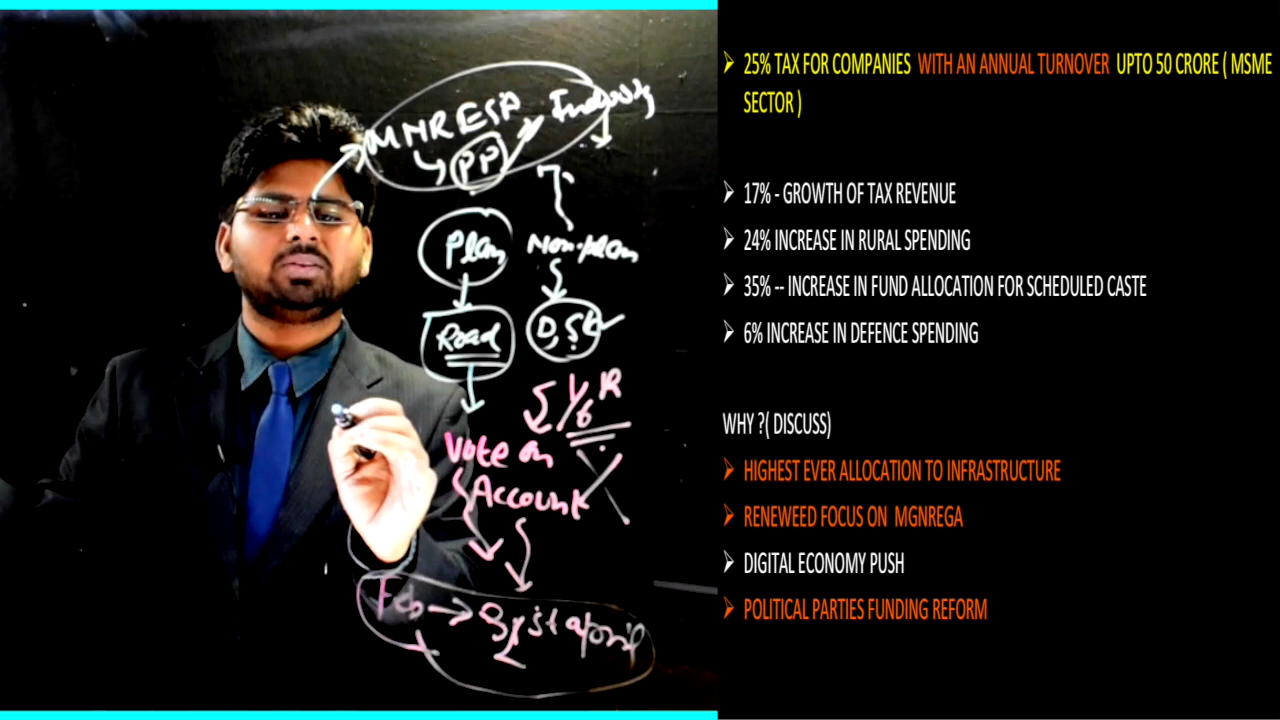 PP
Plan Non-plan
Road
Vote on
Account
Feb → 1st april
➢ 25% TAX FOR COMPANIES WITH AN ANNUAL TURNOVER UPTO 50 CRORE ( MSME
SECTOR )
➢ 17% - GROWTH OF TAX REVENUE
➢ 24% INCREASE IN RURAL SPENDING
➢ 35% -- INCREASE IN FUND ALLOCATION FOR SCHEDULED CASTE
➢ 6% INCREASE IN DEFENCE SPENDING
WHY ?( DISCUSS)
➢ HIGHEST EVER ALLOCATION TO INFRASTRUCTURE
➢ RENEWEED FOCUS ON MGNREGA
➢ DIGITAL ECONOMY PUSH
➢ POLITICAL PARTIES FUNDING REFORM